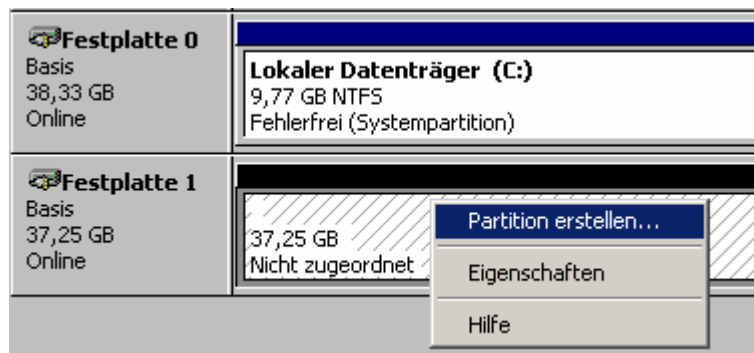 Festplatte 0
Basis
38,33 GB
Online
Lokaler Datenträger (C:)
9,77 GB NTFS
Fehlerfrei (Systempartition)
Festplatte 1
Basis
37,25 GB
Online
37,25 GB
Nicht zugeordnet
Partition erstellen...
Eigenschaften
Hilfe